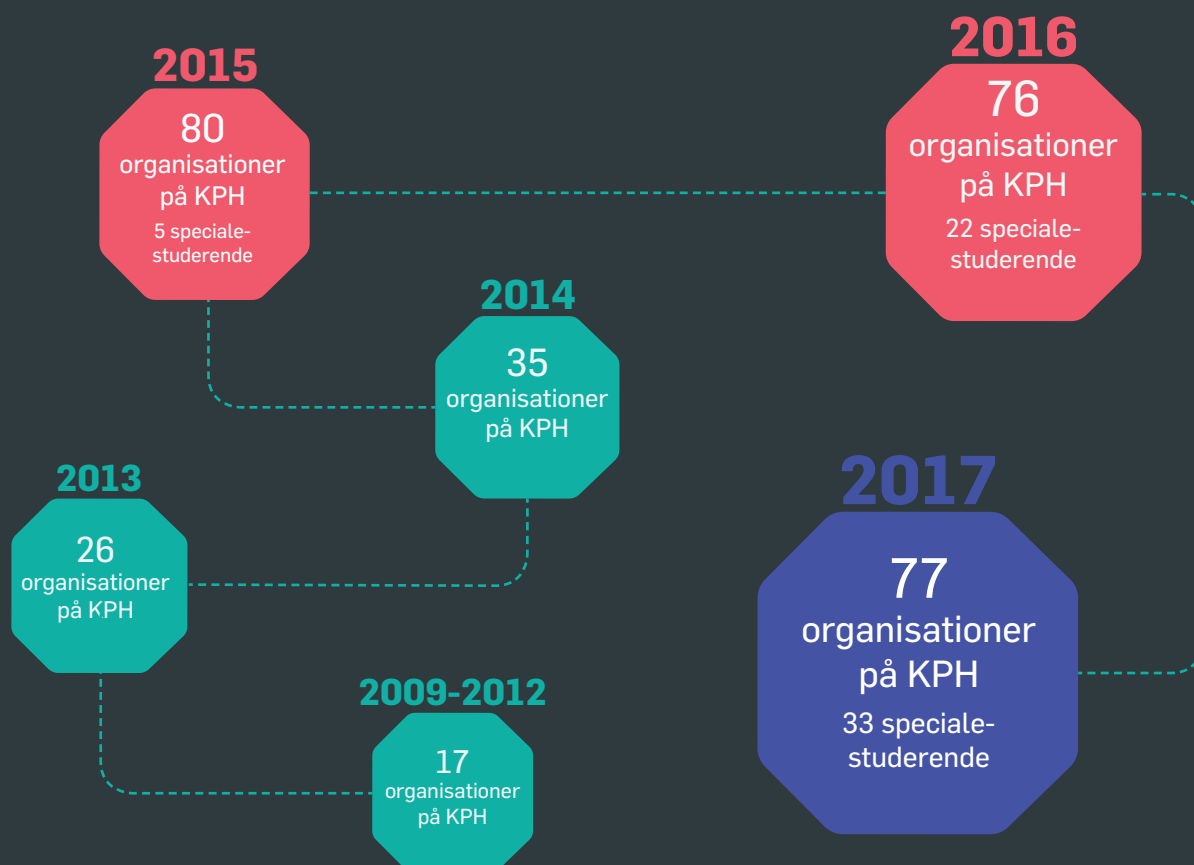 2015
80
organisationer
på KPH
5 speciale-
studerende
2016
76
organisationer
på KPH
22 speciale-
studerende
2014
35
organisationer
på KPH
2013
26
organisationer
på KPH
2017
77
organisationer
på KPH
33 speciale-
studerende
2009-2012
17
organisationer
på KPH